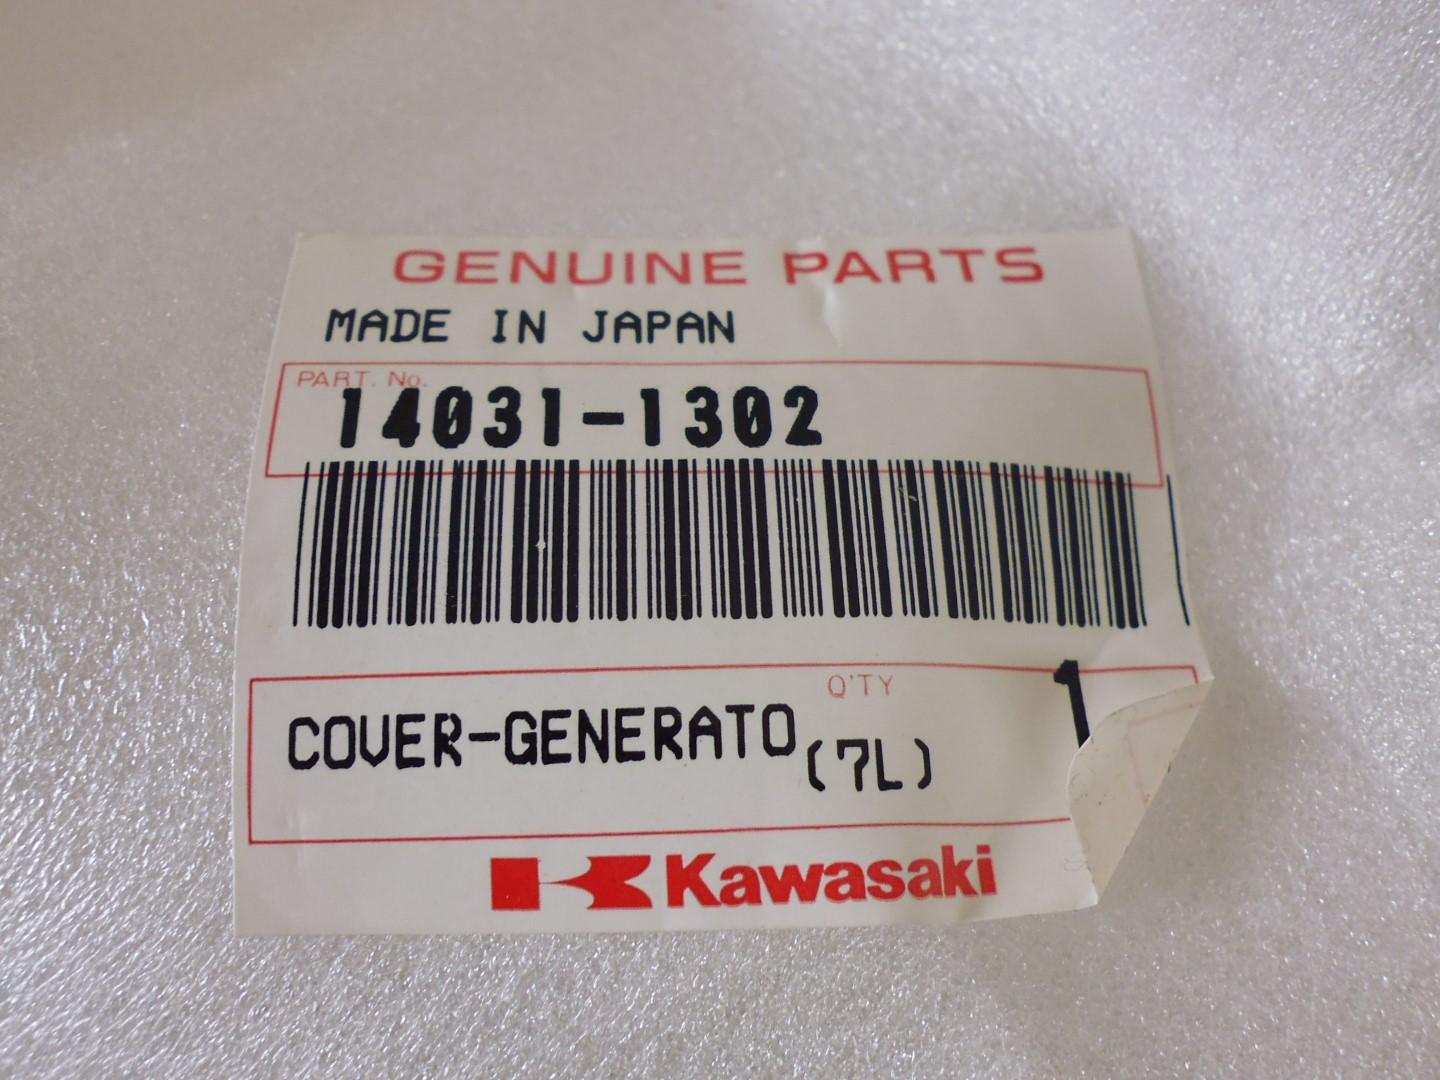 GENUINE PARTS
MADE IN JAPAN
PART. No.
14031-1302
Q'TY
1
COVER-GENERATO(7L)
Kawasaki